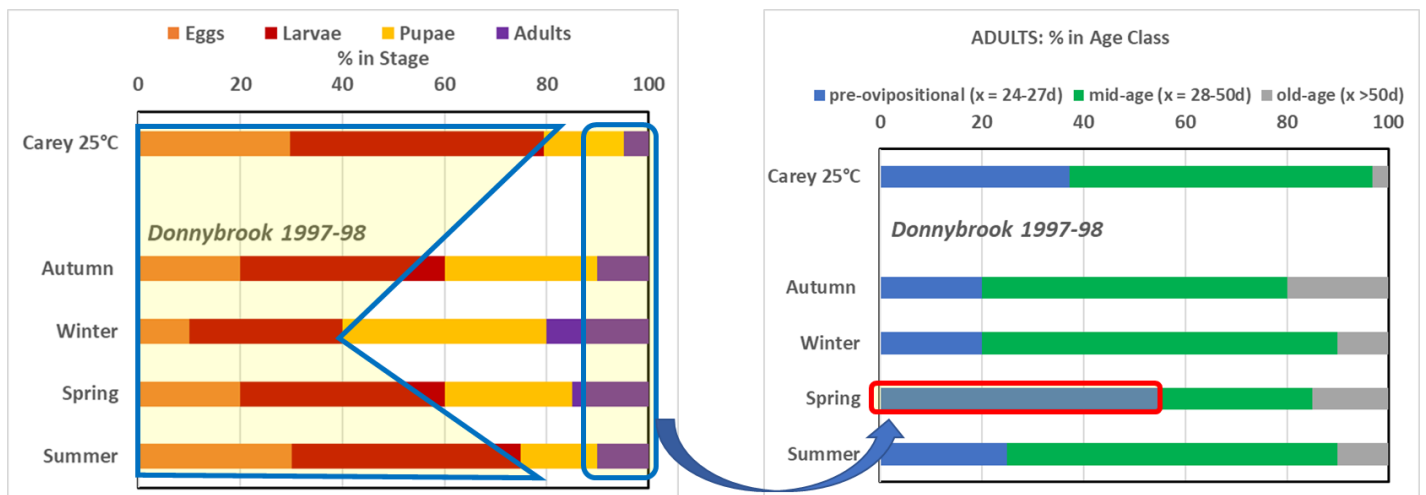 Eggs Larvae Pupae Adults
% in Stage
0 20 40 60 80 100
Carey 25°C
Donnybrook 1997-98
Autumn
Winter
Spring
Summer
ADULTS: % in Age Class
pre-ovipositional (x = 24-27d) mid-age (x = 28-50d) old-age (x >50d)
0 20 40 60 80 100
Carey 25°C
Donnybrook 1997-98
Autumn
Winter
Spring
Summer